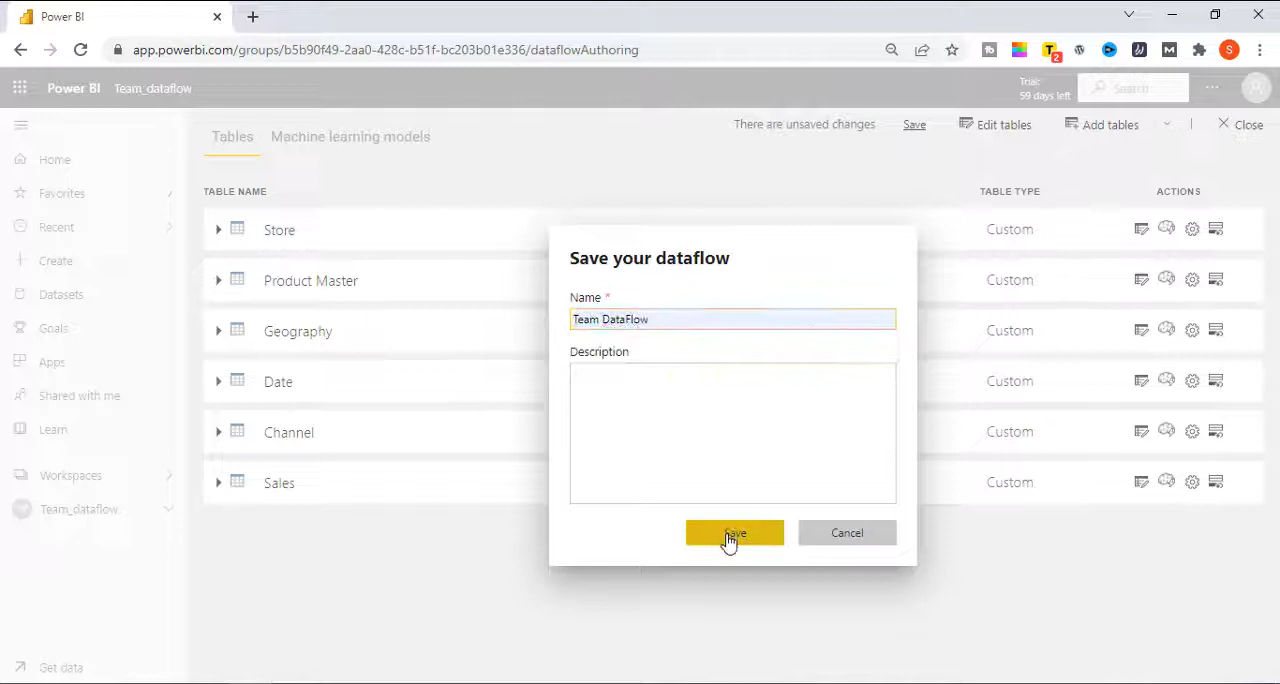 Power BI
app.powerbi.com/groups/b5b90f49-2aa0-428c-b51f-bc203b01e336/dataflowAuthoring
T
2
M
S
Power BI Team_dataflow
Trial:
59 days left
Search
Tables Machine learning models
There are unsaved changes Save Edit tables Add tables Close
Home
Favorites
Recent
Create
Datasets
Goals
Apps
Shared with me
Learn
Workspaces
Team_dataflow
Get data
TABLE NAME TABLE TYPE ACTIONS
Store Custom
Product Master Custom
Geography Custom
Date Custom
Channel Custom
Sales Custom
Save your dataflow
Name *
Team DataFlow
Description
Save Cancel